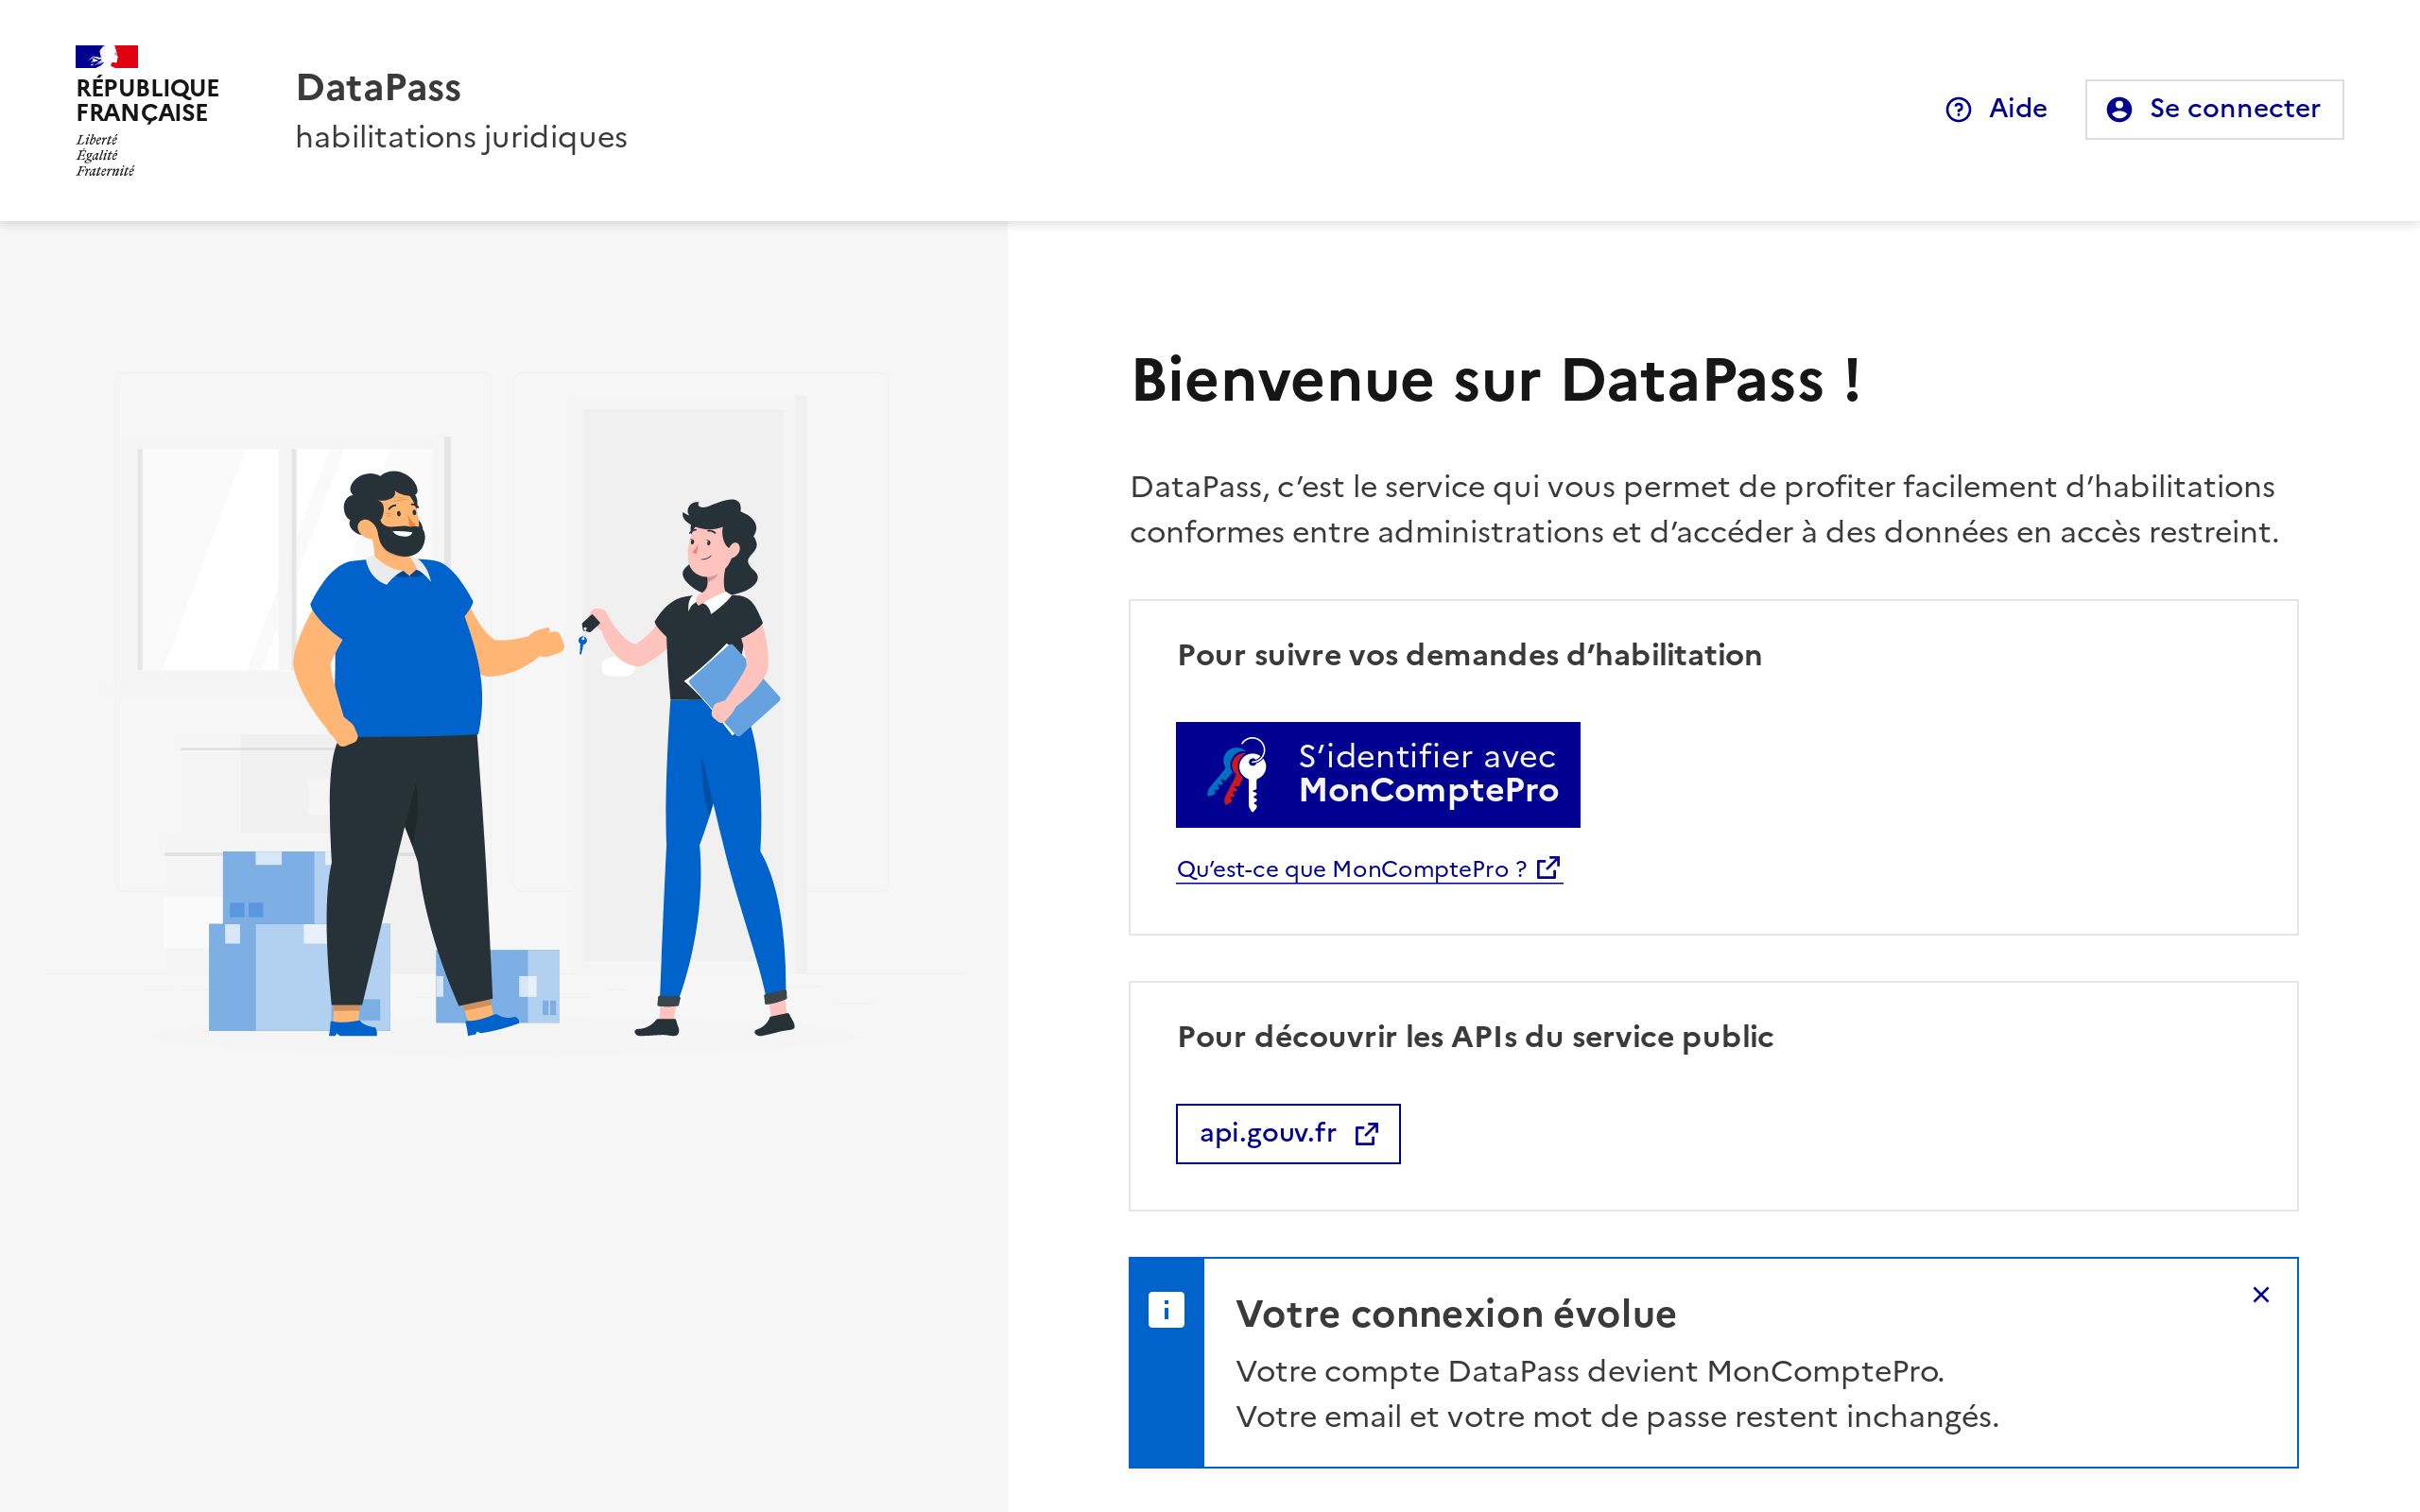 RÉPUBLIQUE
FRANÇAISE
Liberté
Égalité
Fraternité
DataPass
habilitations juridiques
Aide
Se connecter
Bienvenue sur DataPass !
DataPass, c’est le service qui vous permet de profiter facilement d’habilitations
conformes entre administrations et d’accéder à des données en accès restreint.
Pour suivre vos demandes d’habilitation
S’identifier avec
MonComptePro
Qu’est-ce que MonComptePro ?
Pour découvrir les APIs du service public
api.gouv.fr
Votre connexion évolue
Votre compte DataPass devient MonComptePro.
Votre email et votre mot de passe restent inchangés.